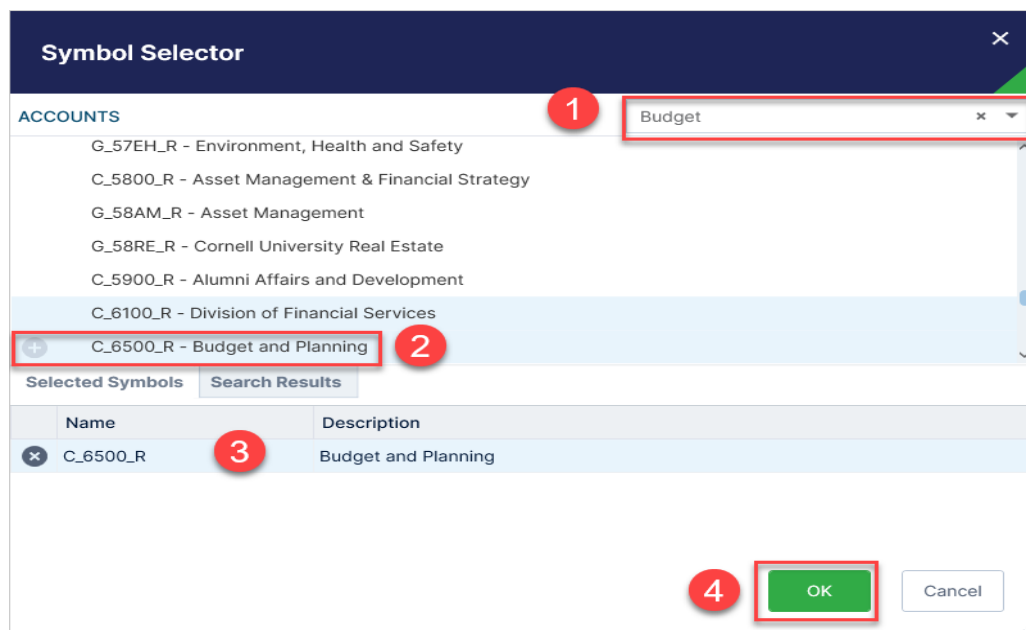 Symbol Selector
ACCOUNTS
1
Budget
G_57EH_R - Environment, Health and Safety
C_5800_R - Asset Management & Financial Strategy
G_58AM_R - Asset Management
G_58RE_R - Cornell University Real Estate
C_5900_R - Alumni Affairs and Development
C_6100_R - Division of Financial Services
C_6500_R - Budget and Planning 2
Selected Symbols Search Results
Name Description
C_6500_R 3 Budget and Planning
4 OK Cancel